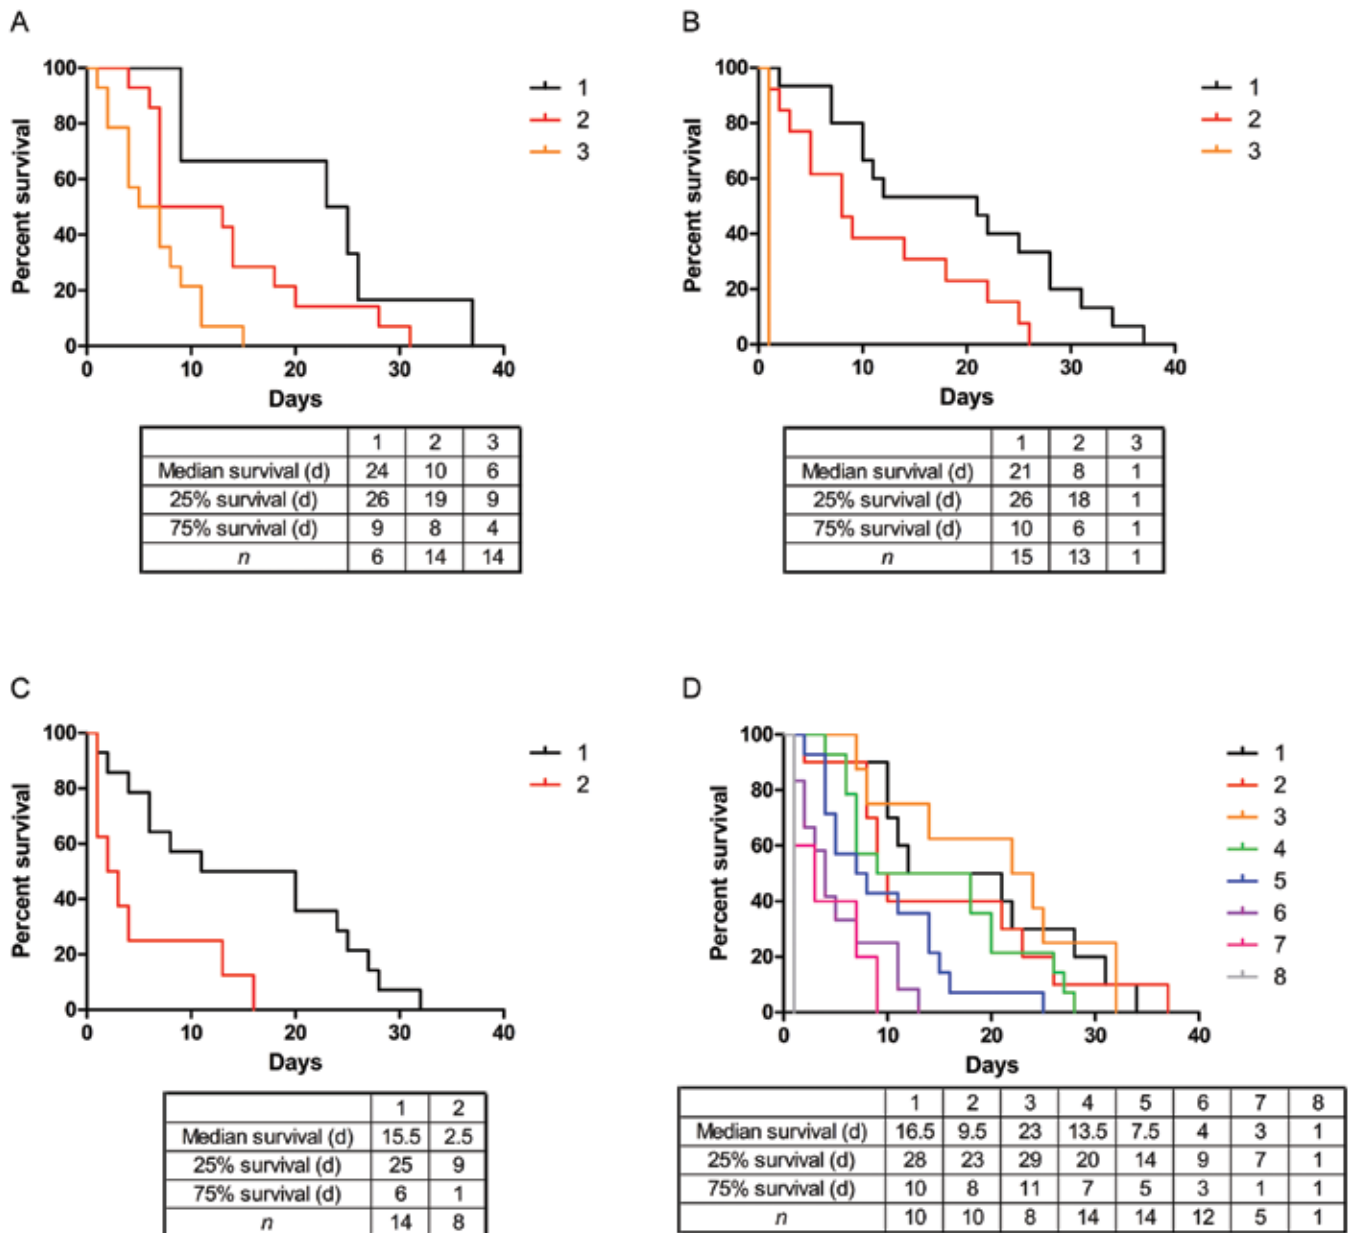 A
100
80
60
40
20
0
Percent survival
0 10 20 30 40
Days
1
2
3
1 2 3
Median survival (d) 24 10 6
25% survival (d) 26 19 9
75% survival (d) 9 8 4
n 6 14 14
B
100
80
60
40
20
0
Percent survival
0 10 20 30 40
Days
1
2
3
1 2 3
Median survival (d) 21 8 1
25% survival (d) 26 18 1
75% survival (d) 10 6 1
n 15 13 1
C
100
80
60
40
20
0
Percent survival
0 10 20 30 40
Days
1
2
1 2
Median survival (d) 15.5 2.5
25% survival (d) 25 9
75% survival (d) 6 1
n 14 8
D
100
80
60
40
20
0
Percent survival
0 10 20 30 40
Days
1
2
3
4
5
6
7
8
1 2 3 4 5 6 7 8
Median survival (d) 16.5 9.5 23 13.5 7.5 4 3 1
25% survival (d) 28 23 29 20 14 9 7 1
75% survival (d) 10 8 11 7 5 3 1 1
n 10 10 8 14 14 12 5 1